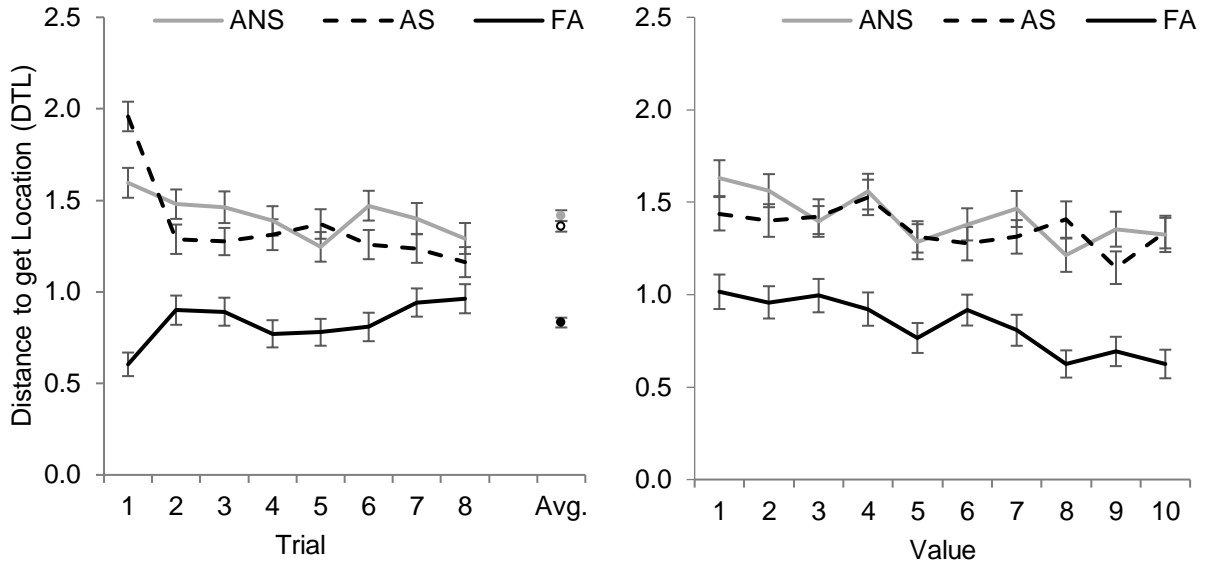 Distance to get Location (DTL)
ANS AS FA
2.5
2.0
1.5
1.0
0.5
0.0
1 2 3 4 5 6 7 8 Avg.
Trial
ANS AS FA
2.5
2.0
1.5
1.0
0.5
0.0
1 2 3 4 5 6 7 8 9 10
Value